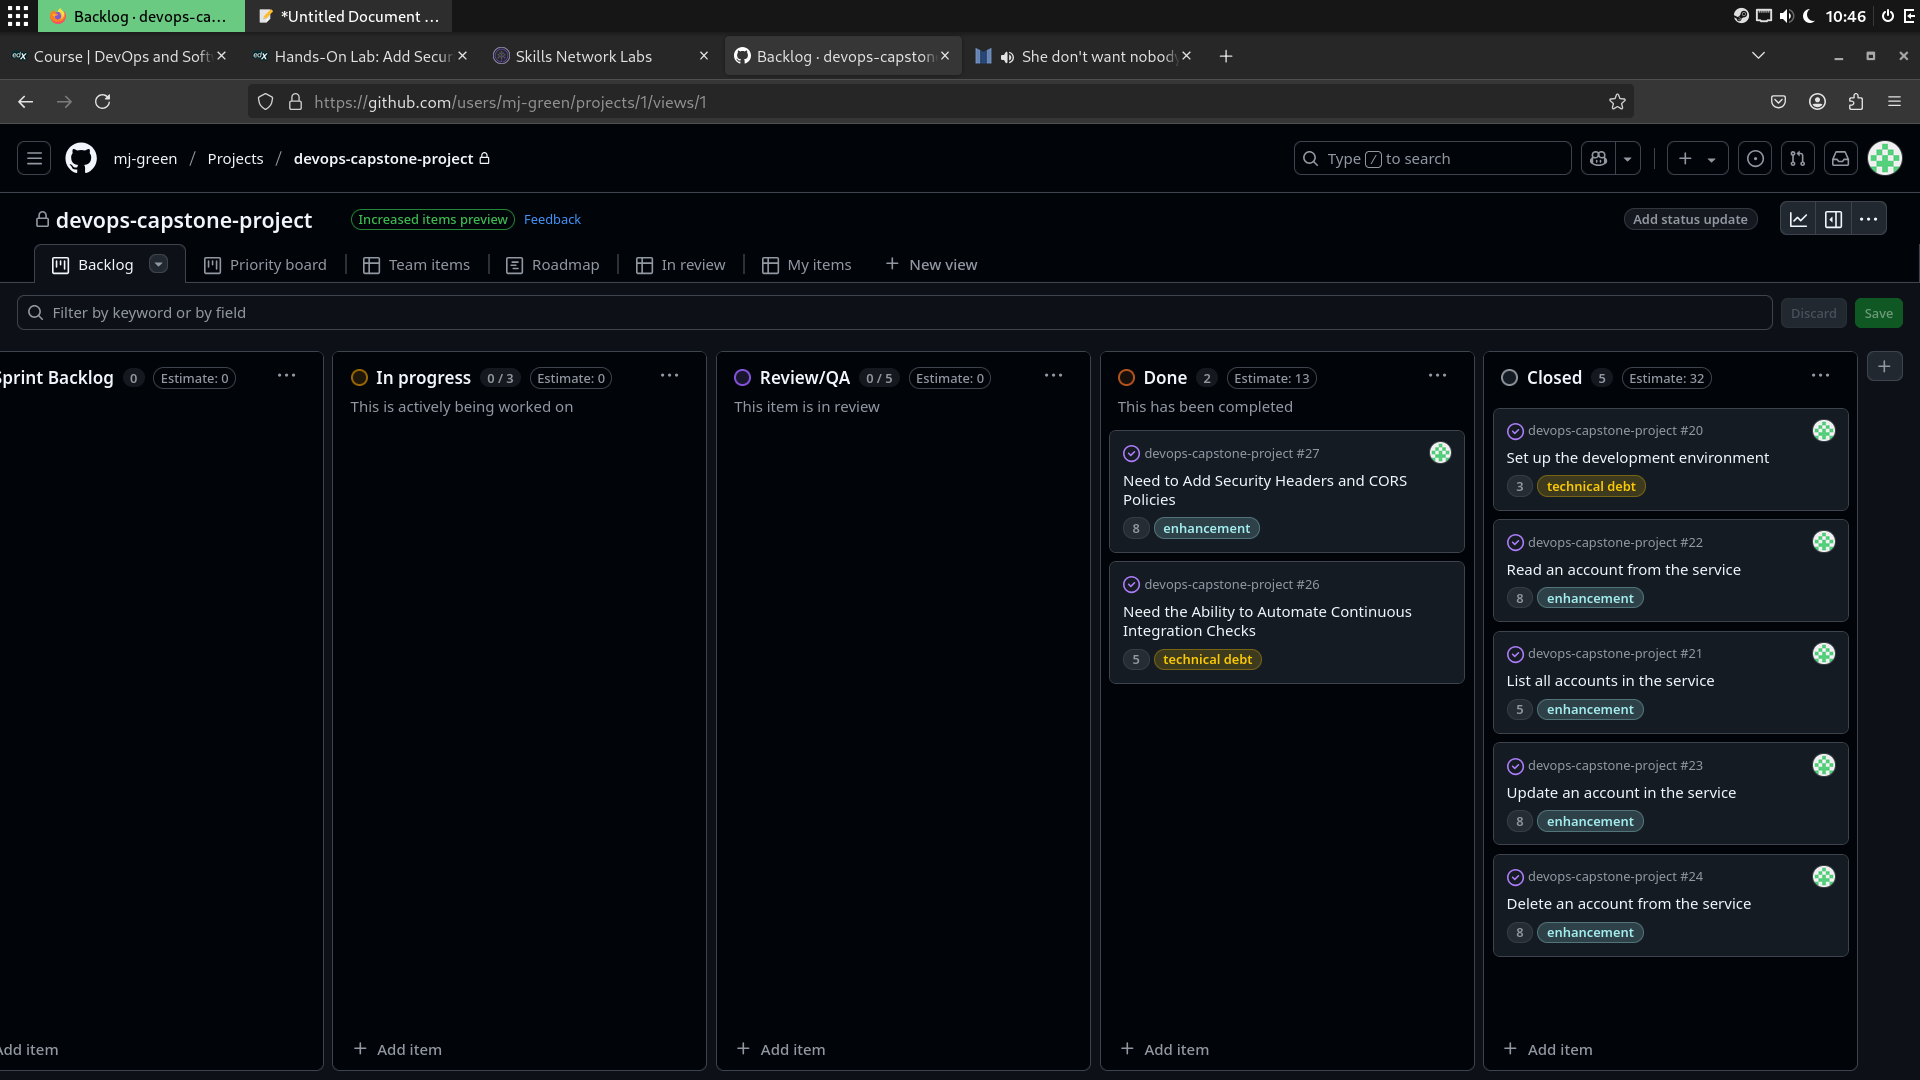 Backlog · devops-ca...
*Untitled Document ...
10:46
edx Course | DevOps and Soft
edx Hands-On Lab: Add Secur
Skills Network Labs
Backlog · devops-capstone
She don't want nobody
https://github.com/users/mj-green/projects/1/views/1
mj-green / Projects / devops-capstone-project
Type / to search
devops-capstone-project
Increased items preview
Feedback
Add status update
Backlog
Priority board
Team items
Roadmap
In review
My items
New view
Filter by keyword or by field
Discard
Save
Sprint Backlog 0 Estimate: 0
Add item
In progress 0 / 3 Estimate: 0
This is actively being worked on
Add item
Review/QA 0 / 5 Estimate: 0
This item is in review
Add item
Done 2 Estimate: 13
This has been completed
devops-capstone-project #27
Need to Add Security Headers and CORS
Policies
8 enhancement
devops-capstone-project #26
Need the Ability to Automate Continuous
Integration Checks
5 technical debt
Add item
Closed 5 Estimate: 32
devops-capstone-project #20
Set up the development environment
3 technical debt
devops-capstone-project #22
Read an account from the service
8 enhancement
devops-capstone-project #21
List all accounts in the service
5 enhancement
devops-capstone-project #23
Update an account in the service
8 enhancement
devops-capstone-project #24
Delete an account from the service
8 enhancement
Add item